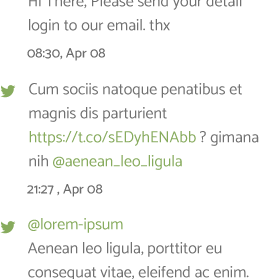 Hi There, Please send your detail
login to our email. thx
08:30, Apr 08
Cum sociis natoque penatibus et
magnis dis parturient
https://t.co/sEDyhENAbb ? gimana
nih @aenean_leo_ligula
21:27 , Apr 08
@lorem-ipsum
Aenean leo ligula, porttitor eu
consequat vitae, eleifend ac enim.